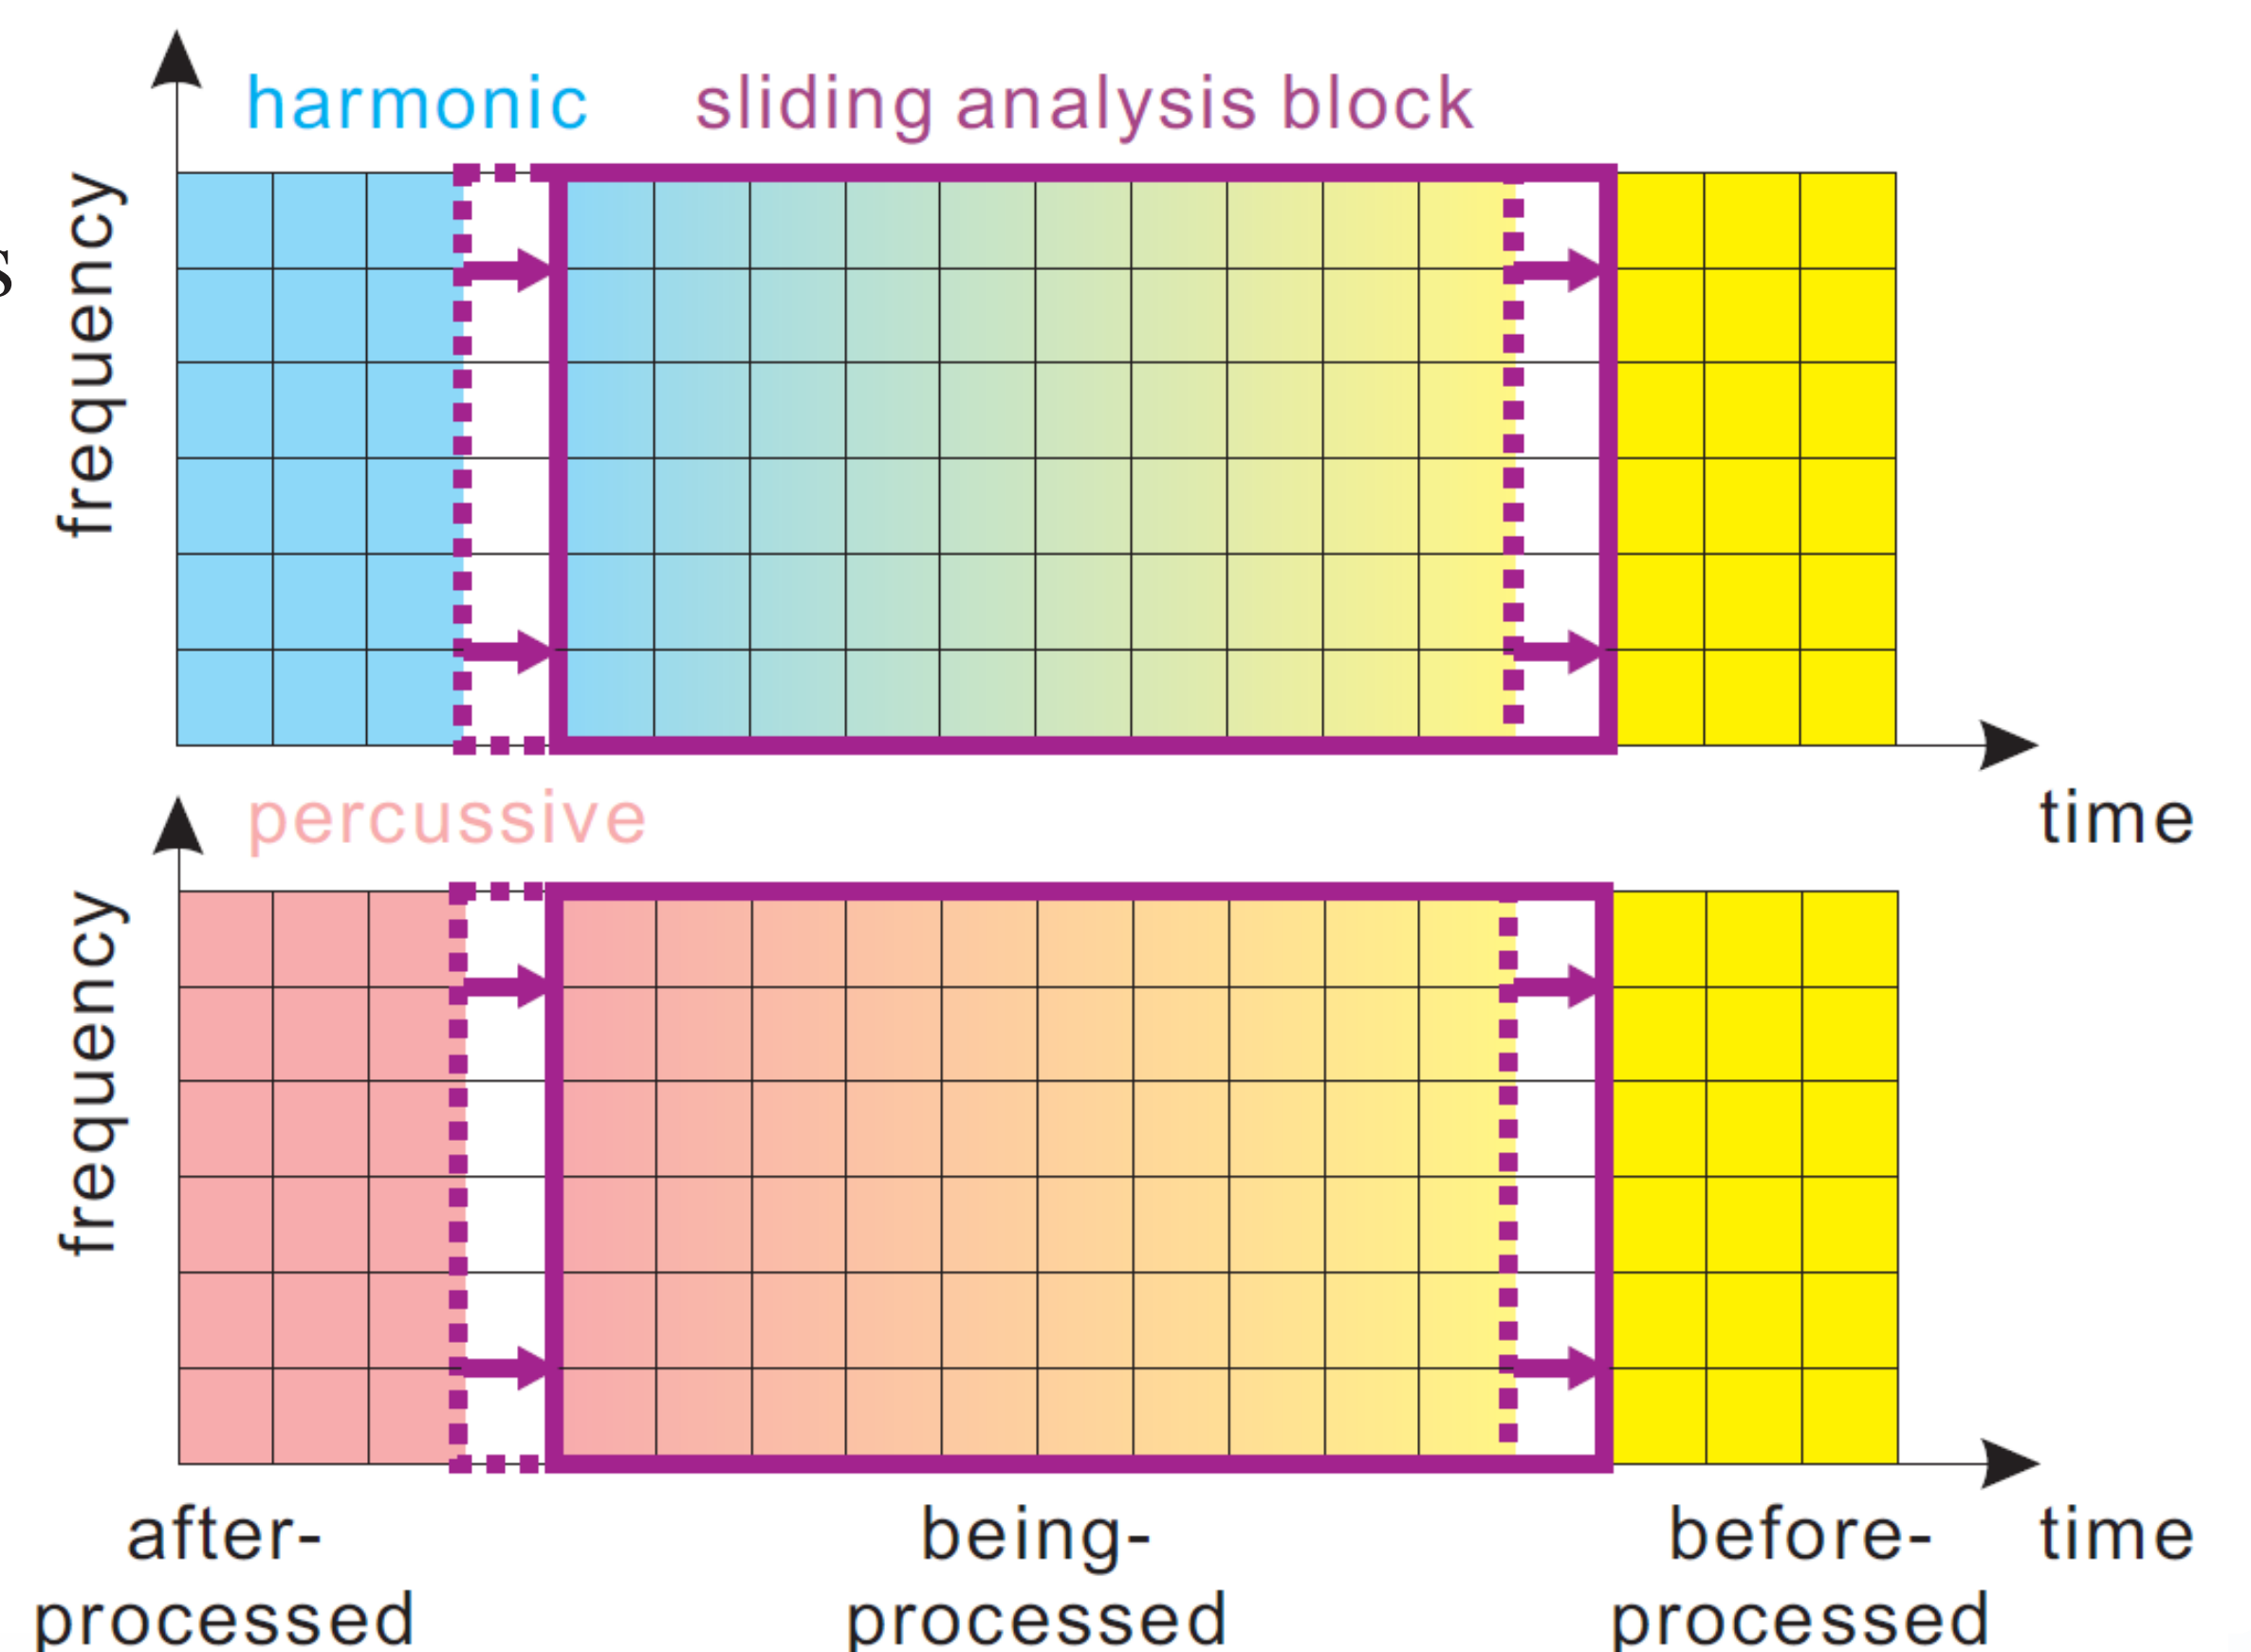 harmonic sliding analysis block
frequency
s
time
percussive
frequency
time
after-
processed
being-
processed
before-
processed